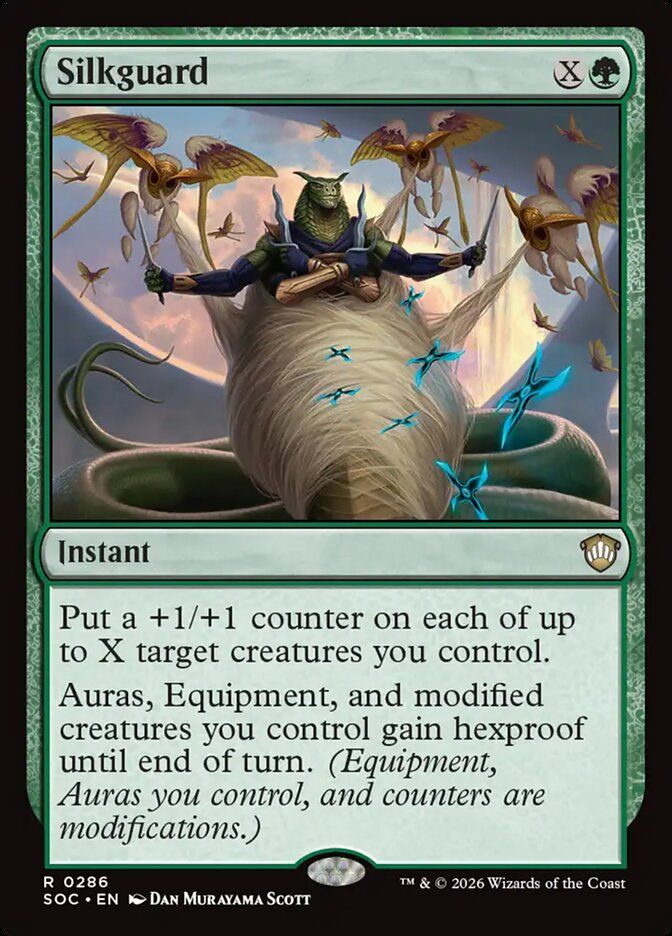 Silkguard X
Instant
Put a +1/+1 counter on each of up
to X target creatures you control.
Auras, Equipment, and modified
creatures you control gain hexproof
until end of turn. (Equipment,
Auras you control, and counters are
modifications.)
R 0286 ™ & © 2026 Wizards of the Coast
SOC • EN Dan Murayama Scott